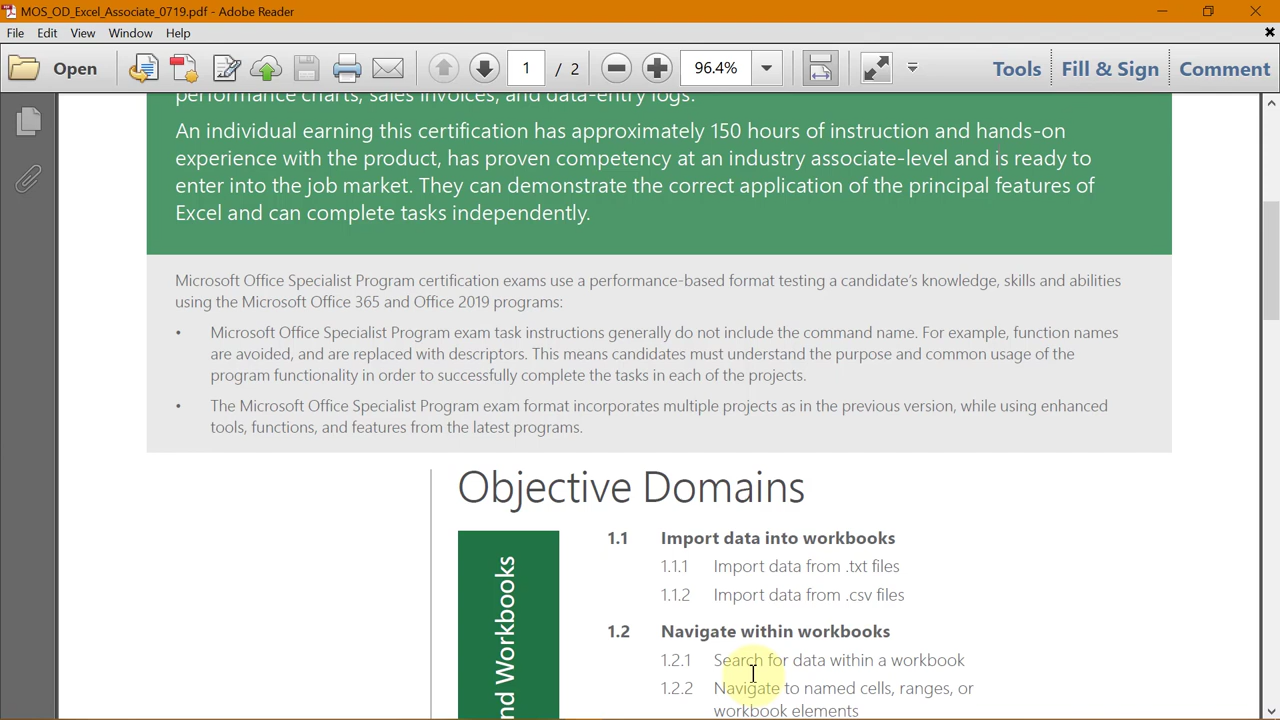 MOS_OD_Excel_Associate_0719.pdf - Adobe Reader
File Edit View Window Help
Open 1 / 2 96.4% Tools Fill & Sign Comment
performance charts, sales invoices, and data-entry logs.
An individual earning this certification has approximately 150 hours of instruction and hands-on
experience with the product, has proven competency at an industry associate-level and is ready to
enter into the job market. They can demonstrate the correct application of the principal features of
Excel and can complete tasks independently.
Microsoft Office Specialist Program certification exams use a performance-based format testing a candidate's knowledge, skills and abilities
using the Microsoft Office 365 and Office 2019 programs:
• Microsoft Office Specialist Program exam task instructions generally do not include the command name. For example, function names
are avoided, and are replaced with descriptors. This means candidates must understand the purpose and common usage of the
program functionality in order to successfully complete the tasks in each of the projects.
• The Microsoft Office Specialist Program exam format incorporates multiple projects as in the previous version, while using enhanced
tools, functions, and features from the latest programs.
Objective Domains
nd Workbooks
1.1 Import data into workbooks
1.1.1 Import data from .txt files
1.1.2 Import data from .csv files
1.2 Navigate within workbooks
1.2.1 Search for data within a workbook
1.2.2 Navigate to named cells, ranges, or
workbook elements